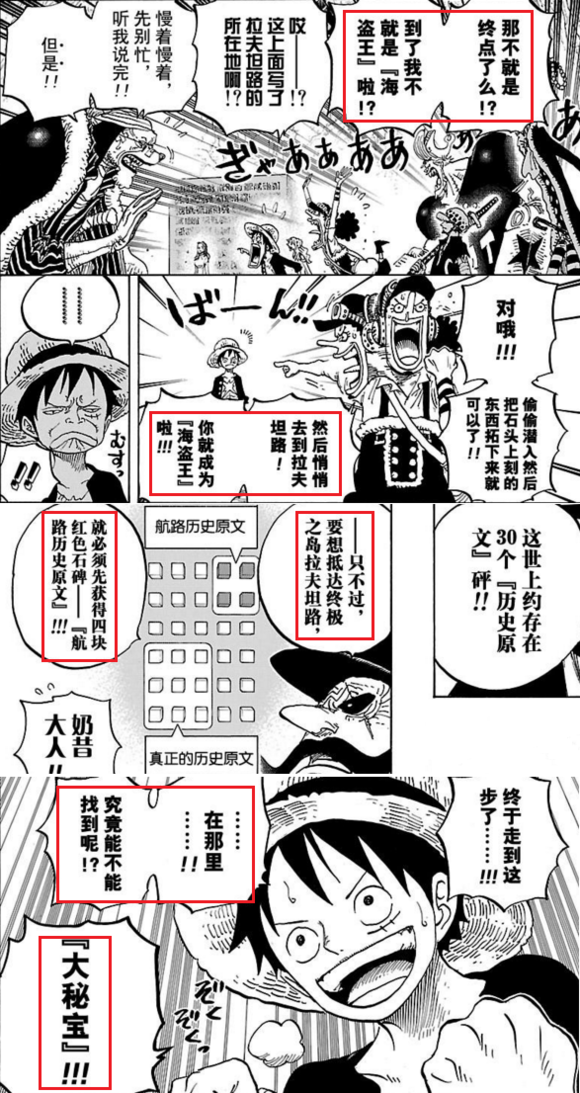 那不就是
终点了么!?
到了我不
就是『海
盗王』啦!?
哎——!?
这上面写了
拉夫坦路的
所在地啊!?
慢着慢着,
先别忙,
听我说完!!
但是!!
ぎゃあああああ
对哦!!!
偷偷潜入然后
把石头上刻的
东西拓下来就
可以了!!
ばーん!!
然后悄悄
去到拉夫
坦路!
你就成为
『海盗王』
啦!!!
…………
むすっ
!!
这世上约存在
30个『历史原
文』碑!!
——只不过,
要想抵达终极
之岛拉夫坦路,
航路历史原文
真正的历史原文
就必须先获得四块
红色石碑——『航
路历史原文』!!!
奶昔
大人!!
终于走到这
步了……!!!
……
在那里
……!!
究竟能不能
找到呢!?
『大秘宝』!!!
ぞくぞくっ